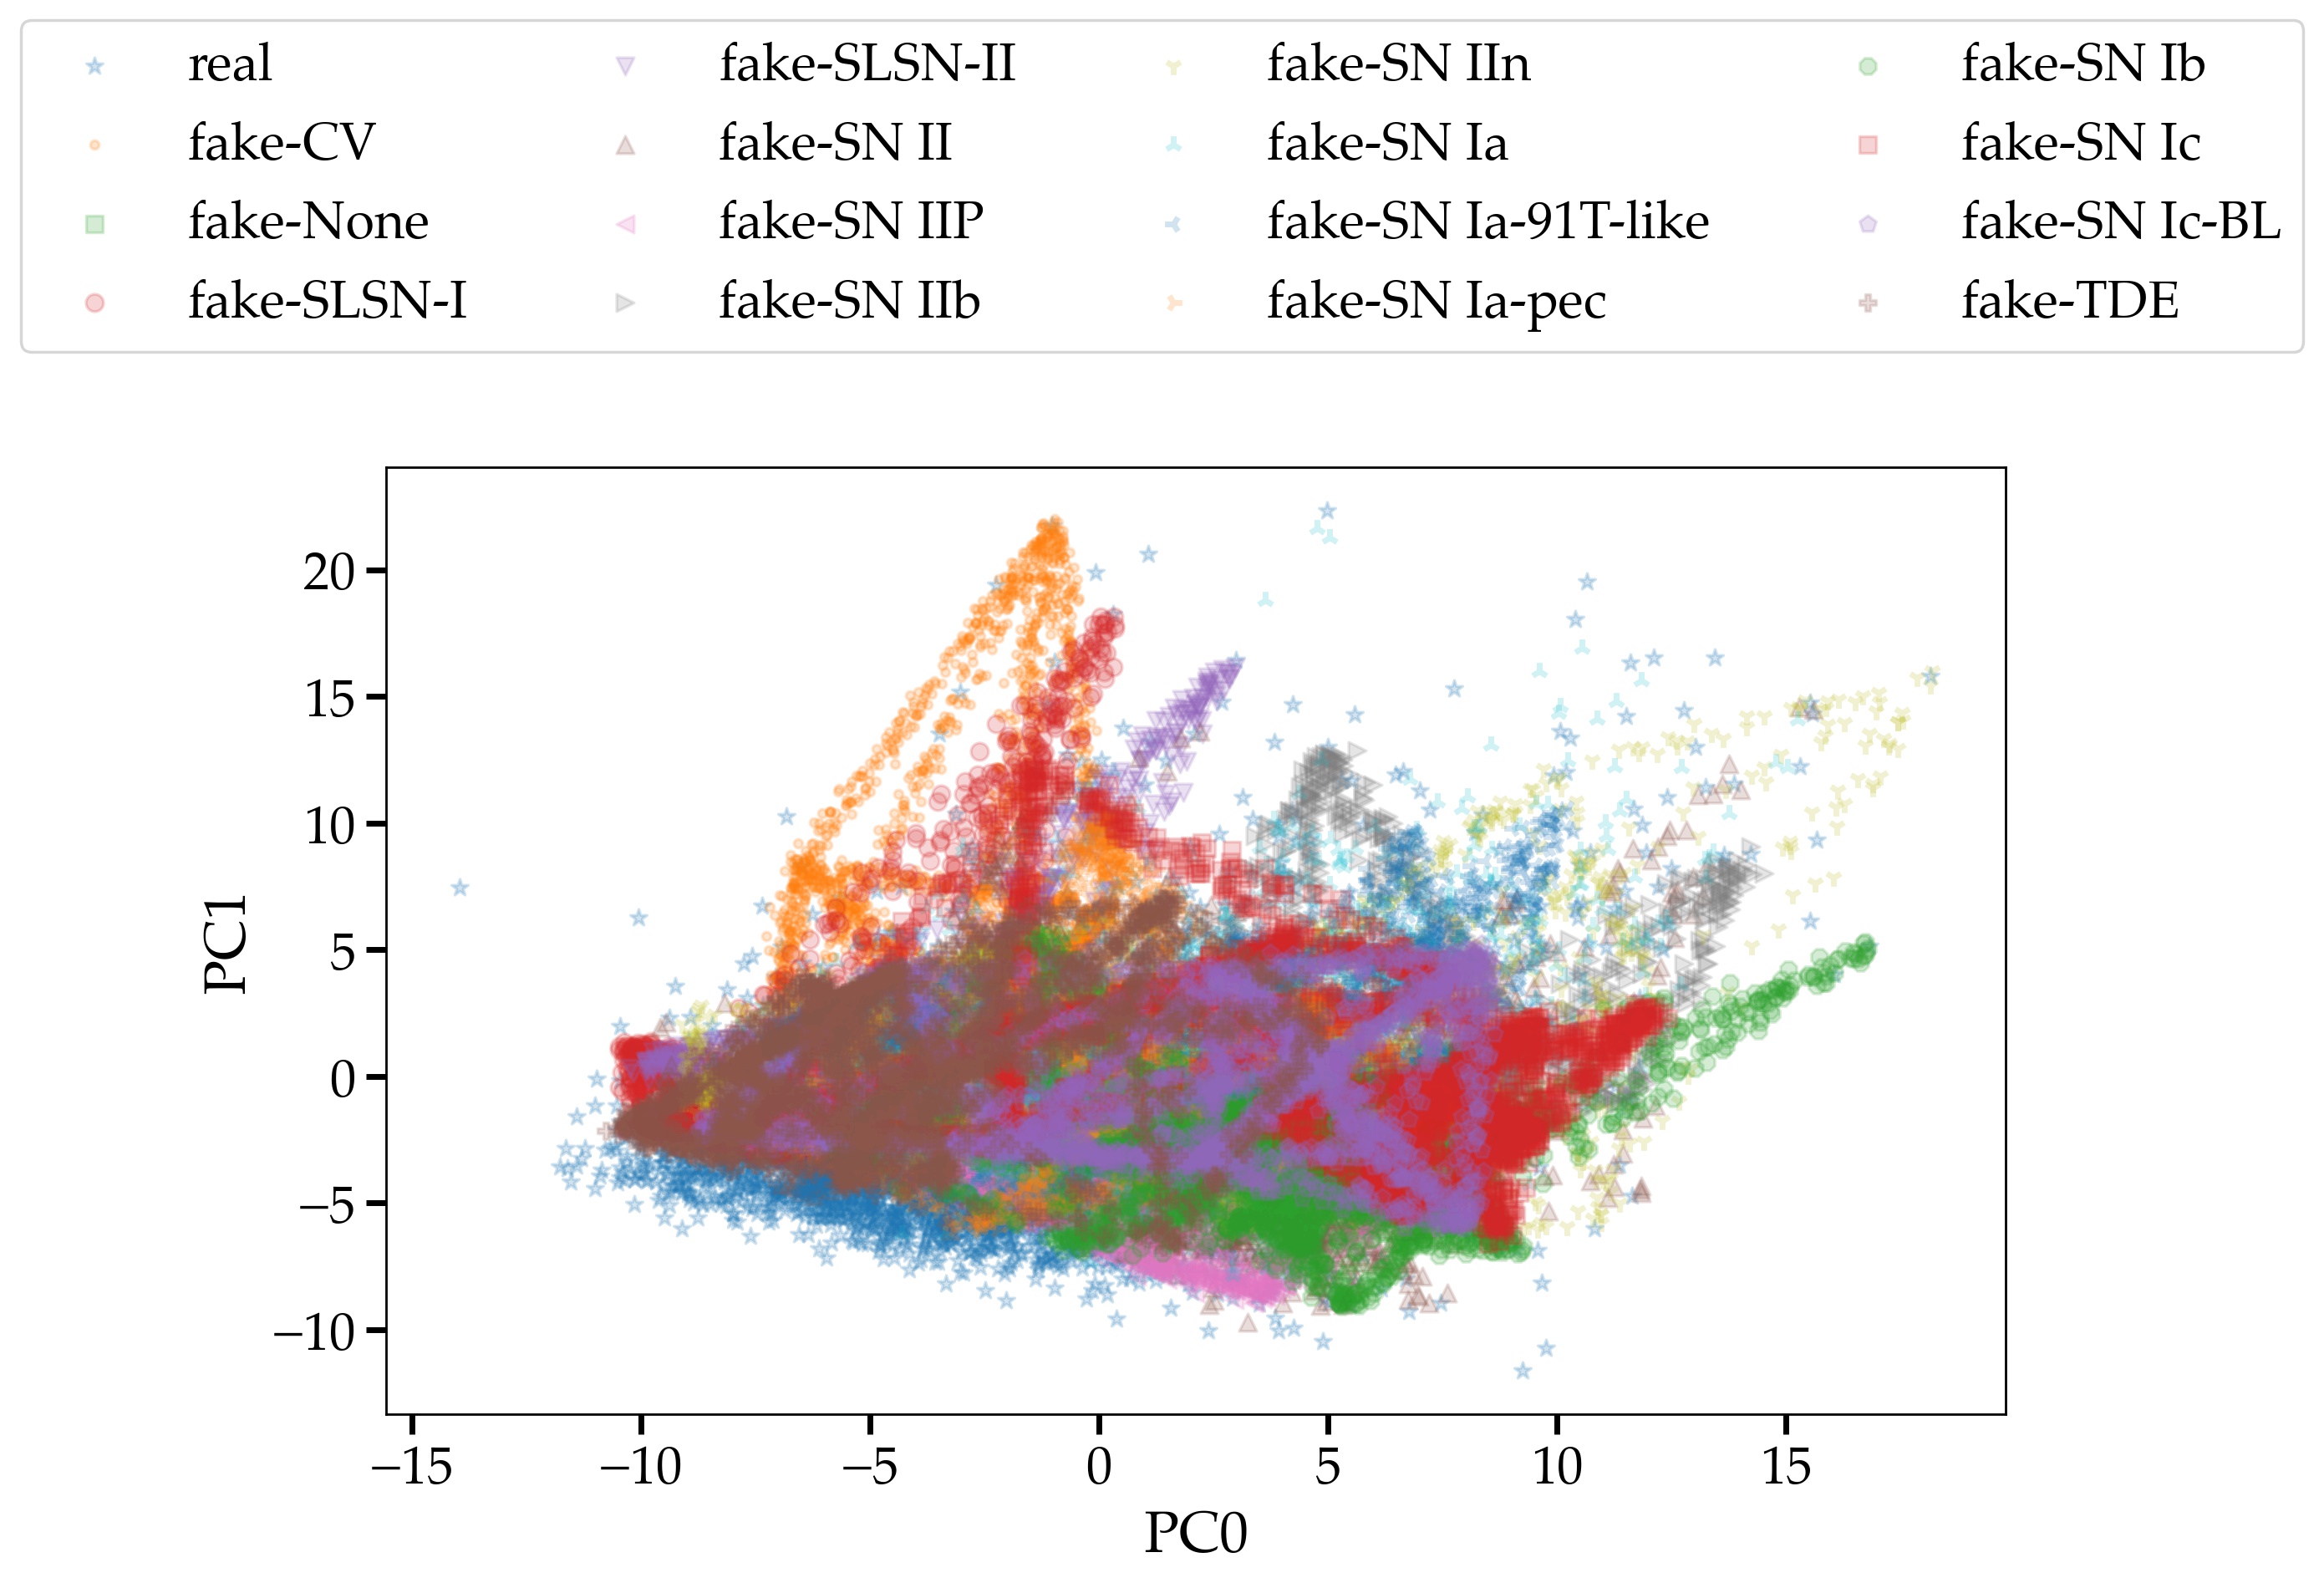 real
fake-CV
fake-None
fake-SLSN-I
fake-SLSN-II
fake-SN II
fake-SN IIP
fake-SN IIb
fake-SN IIn
fake-SN Ia
fake-SN Ia-91T-like
fake-SN Ia-pec
fake-SN Ib
fake-SN Ic
fake-SN Ic-BL
fake-TDE
PC1
20
15
10
5
0
−5
−10
−15
−10
−5
0
5
10
15
PC0